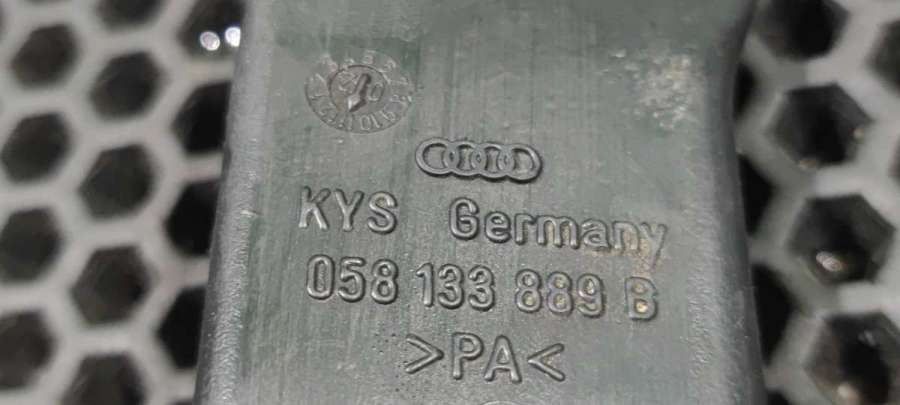 KYS Germany
058 133 889 B
>PA<